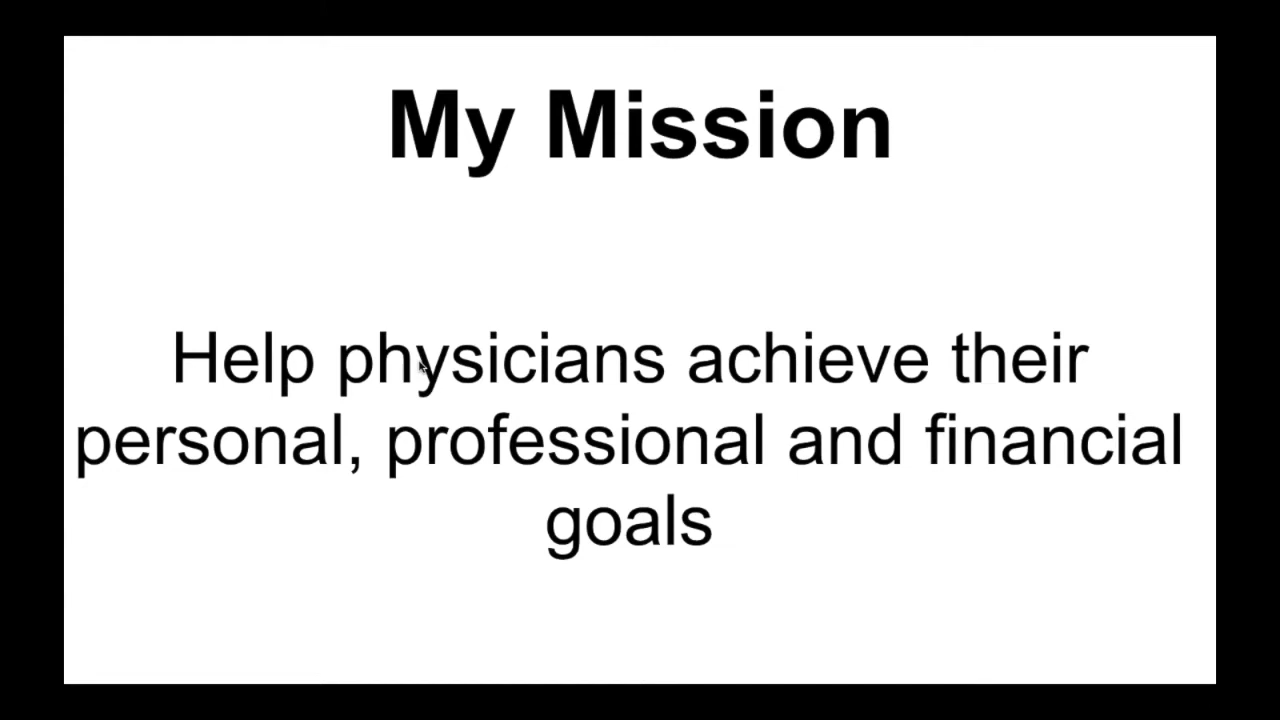 My Mission
Help physicians achieve their
personal, professional and financial
goals